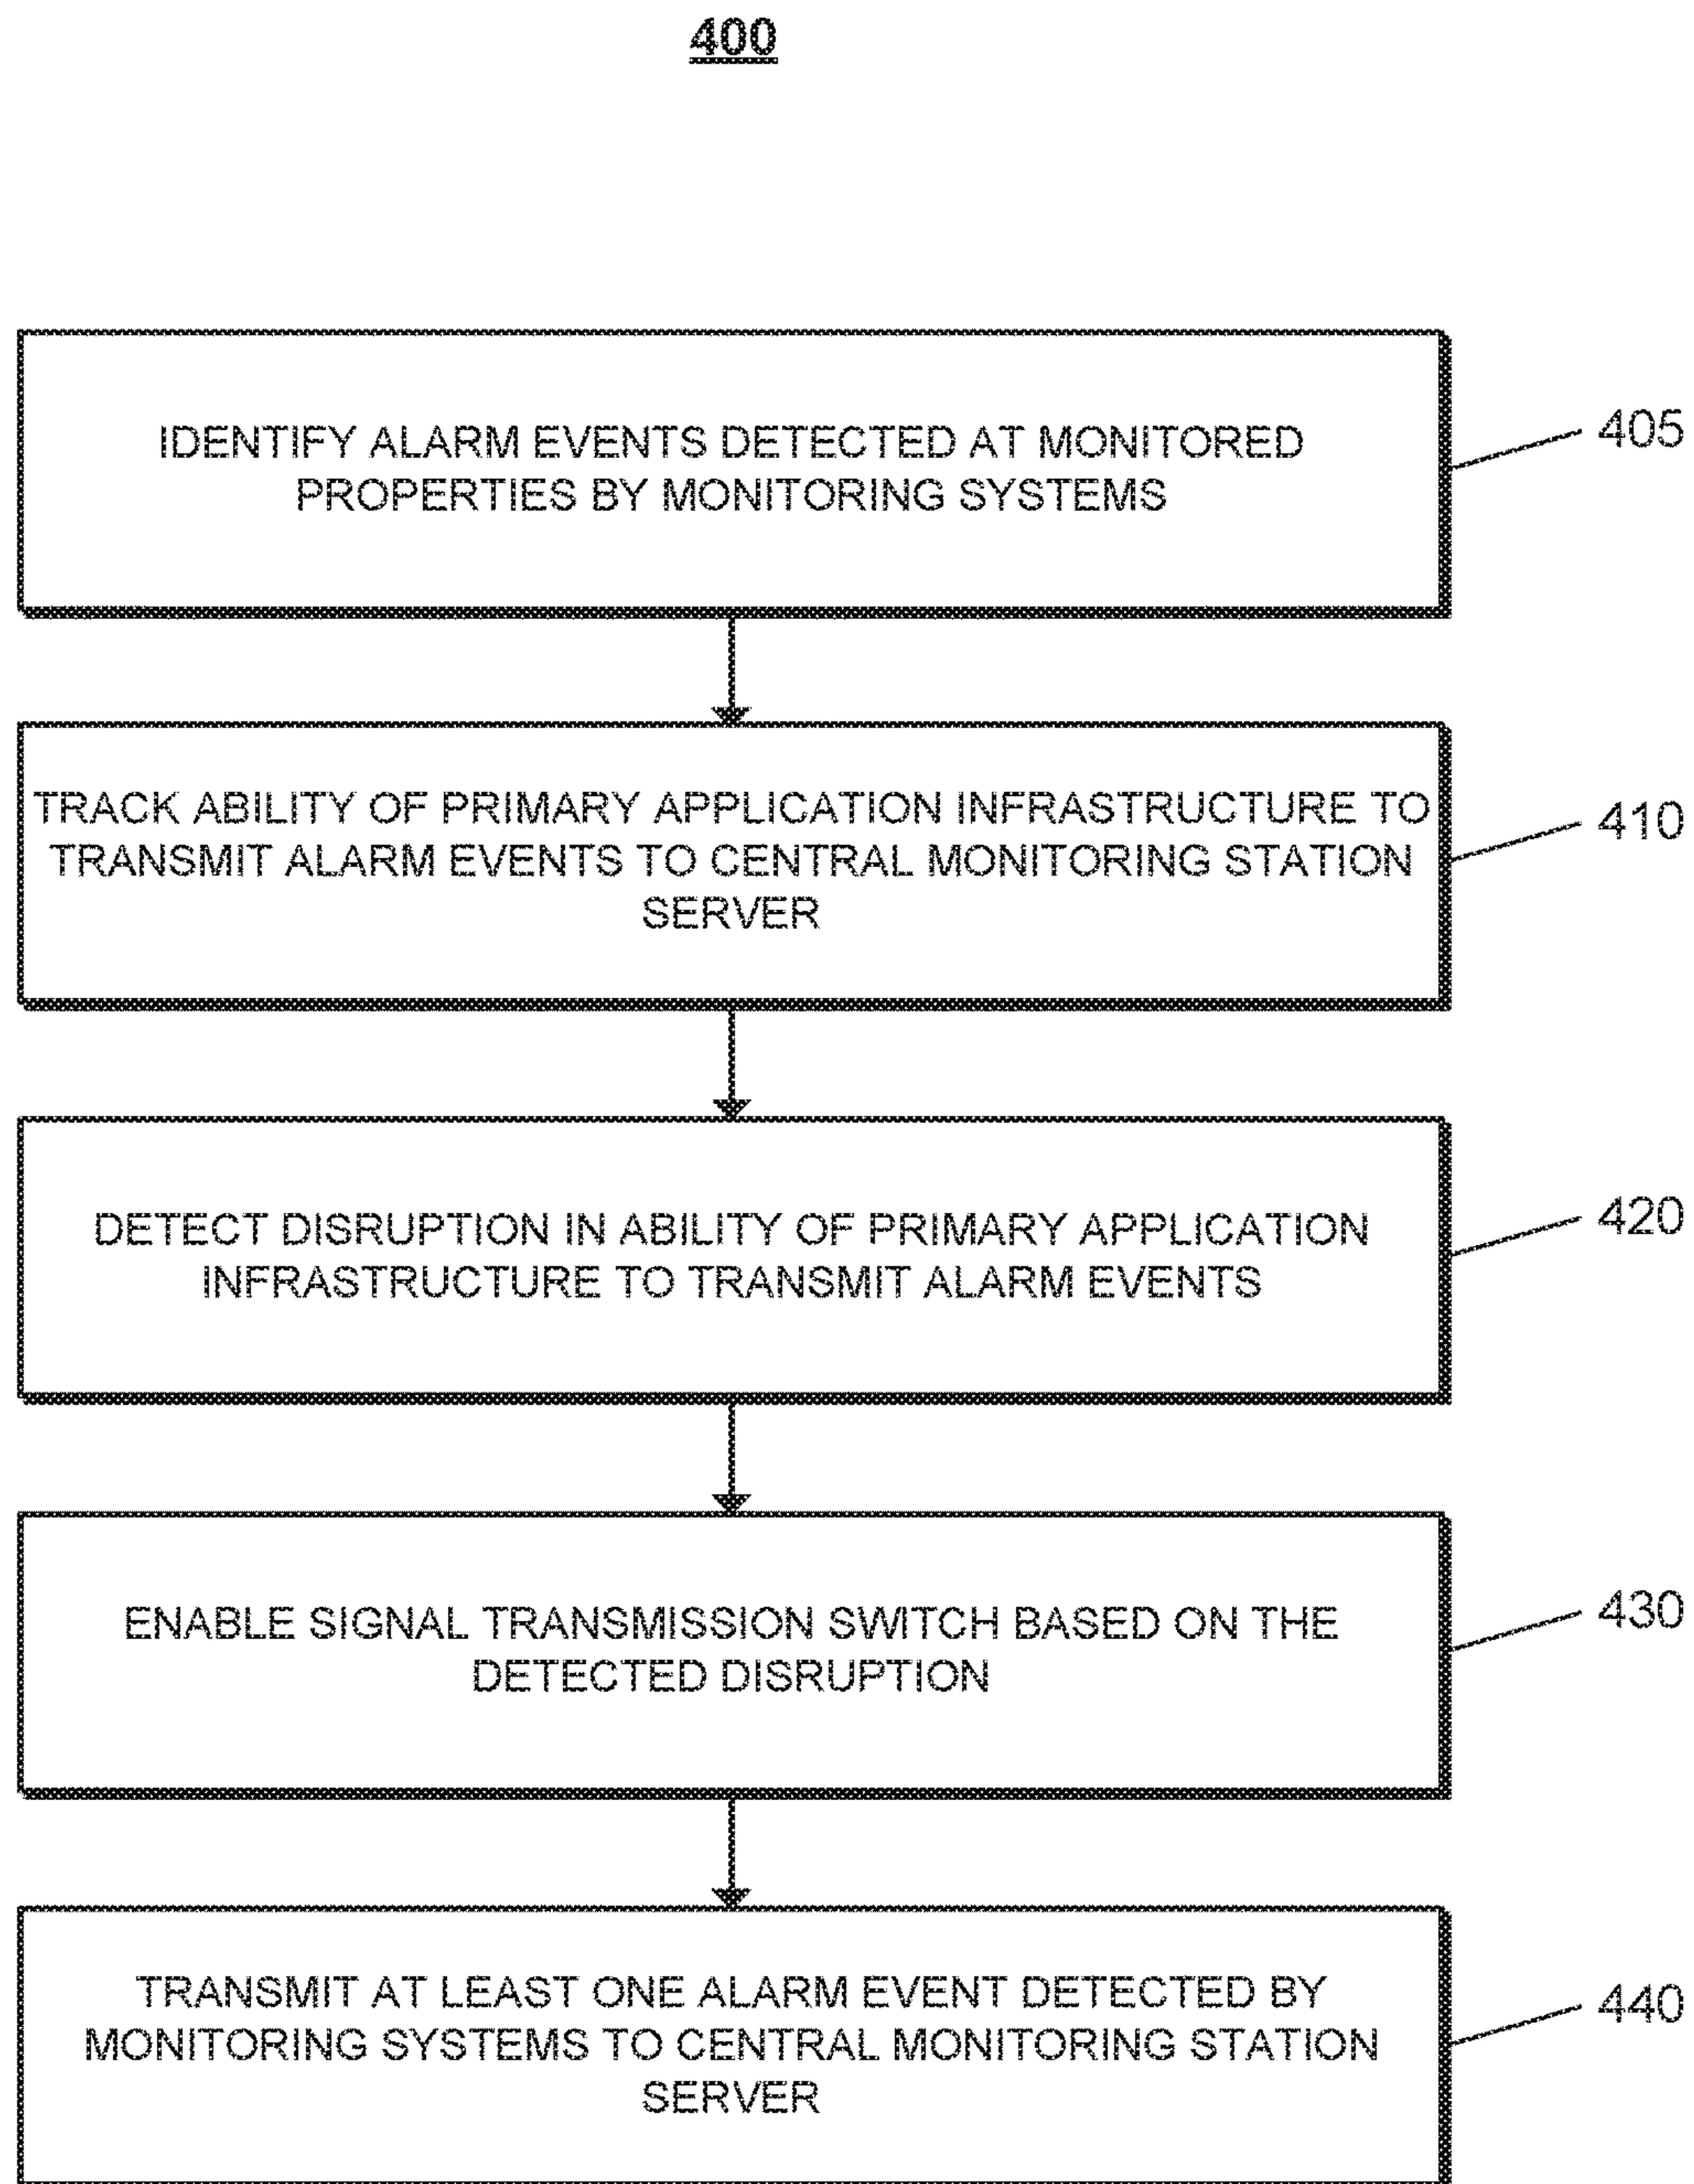 400
IDENTIFY ALARM EVENTS DETECTED AT MONITORED
PROPERTIES BY MONITORING SYSTEMS
405
TRACK ABILITY OF PRIMARY APPLICATION INFRASTRUCTURE TO
TRANSMIT ALARM EVENTS TO CENTRAL MONITORING STATION
SERVER
410
DETECT DISRUPTION IN ABILITY OF PRIMARY APPLICATION
INFRASTRUCTURE TO TRANSMIT ALARM EVENTS
420
ENABLE SIGNAL TRANSMISSION SWITCH BASED ON THE
DETECTED DISRUPTION
430
TRANSMIT AT LEAST ONE ALARM EVENT DETECTED BY
MONITORING SYSTEMS TO CENTRAL MONITORING STATION
SERVER
440